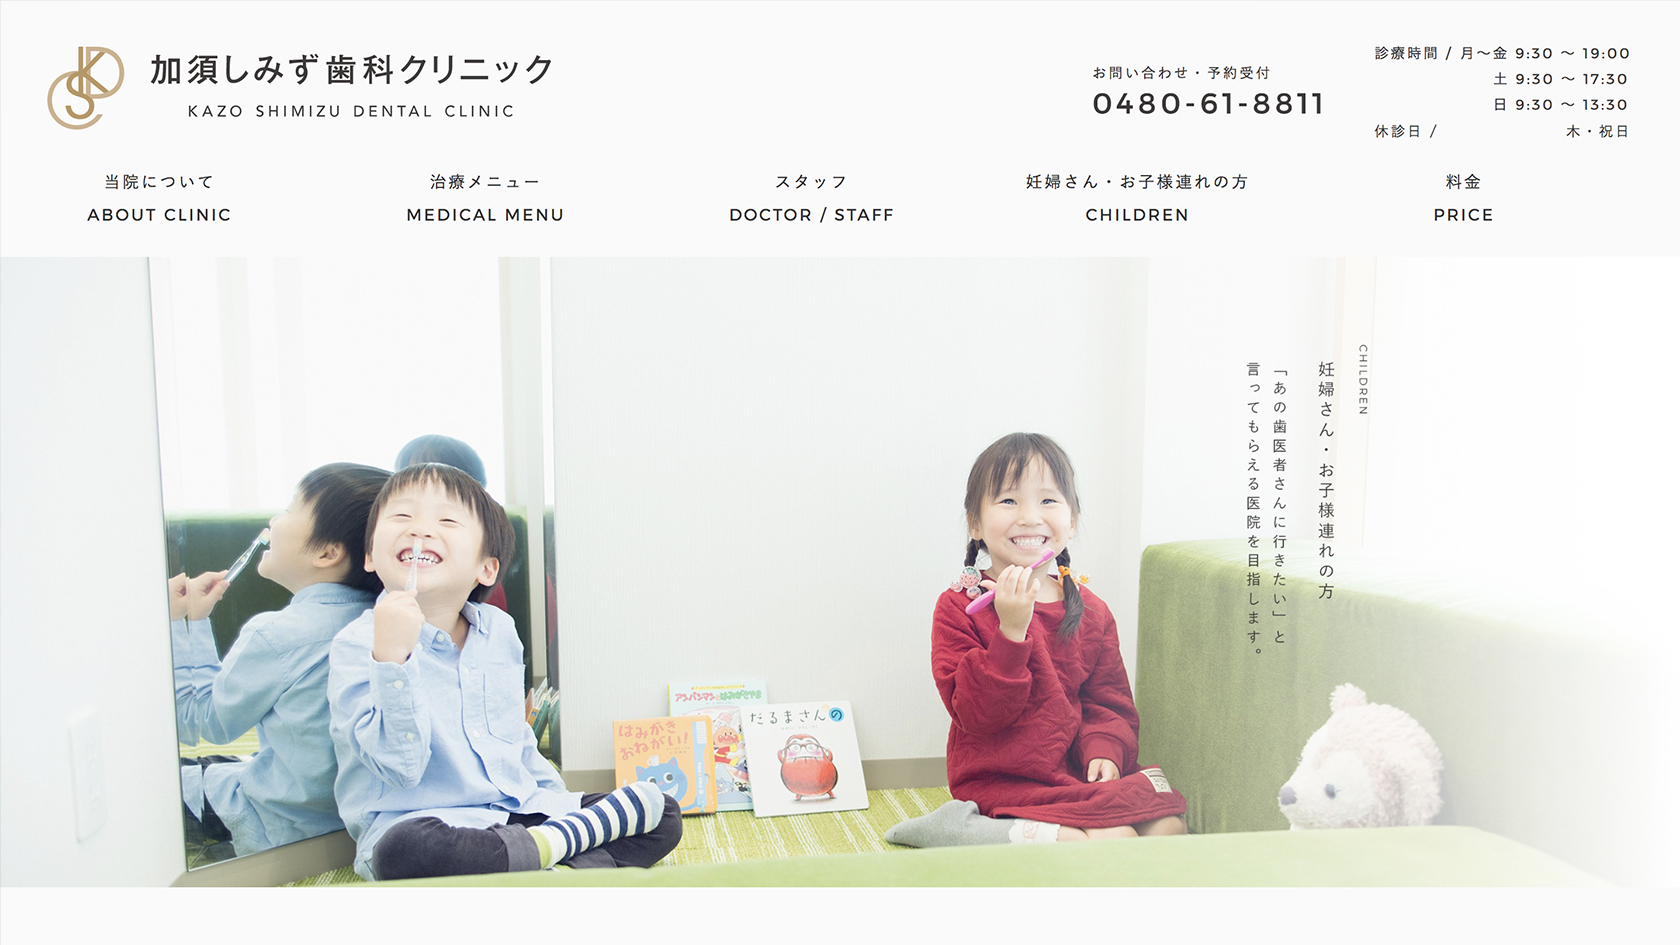 加須しみず歯科クリニック
KAZO SHIMIZU DENTAL CLINIC
お問い合わせ・予約受付
0480-61-8811
診療時間 / 月〜金 9:30 〜 19:00
土 9:30 〜 17:30
日 9:30 〜 13:30
休診日 / 木・祝日
当院について
ABOUT CLINIC
治療メニュー
MEDICAL MENU
スタッフ
DOCTOR / STAFF
妊婦さん・お子様連れの方
CHILDREN
料金
PRICE
CHILDREN
妊婦さん・お子様連れの方
「あの歯医者さんに行きたい」と
言ってもらえる医院を目指します。
アンパンマンとはみがきやま
はみがき
おねがい!
だるまさんの